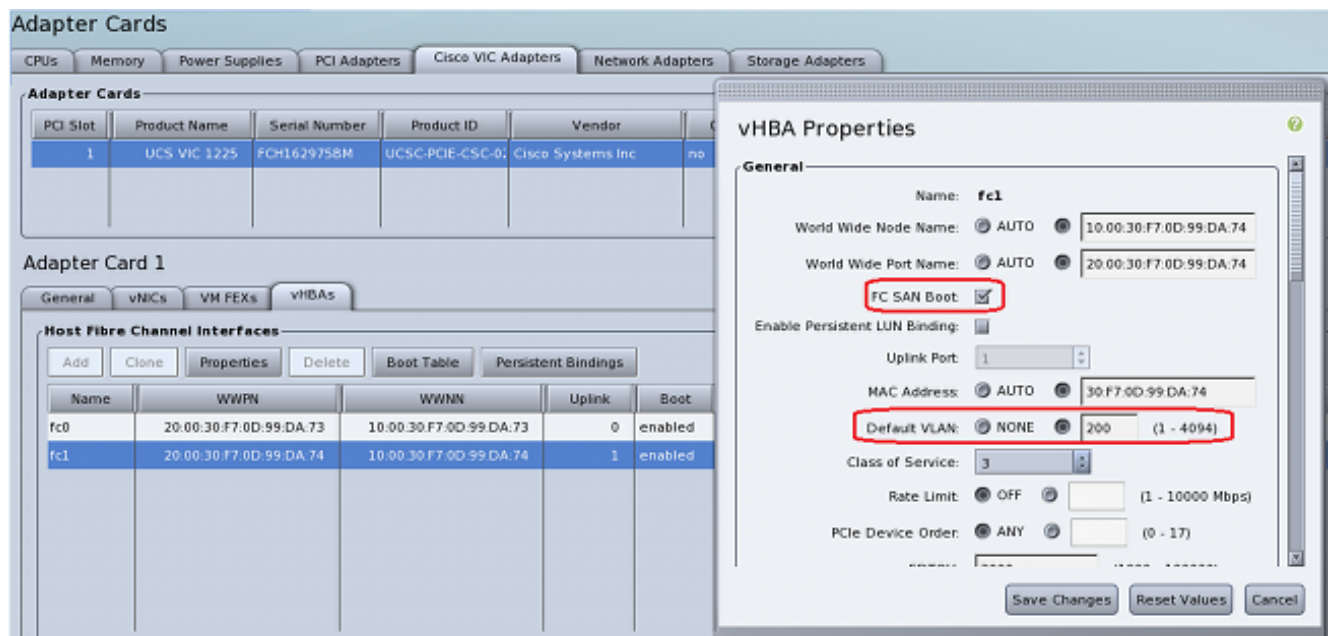 Adapter Cards
CPUs Memory Power Supplies PCI Adapters Cisco VIC Adapters Network Adapters Storage Adapters
Adapter Cards
PCI Slot Product Name Serial Number Product ID Vendor
1 UCS VIC 1225 FCH162975BM UCSC-PCIE-CSC-0 Cisco Systems Inc no
Adapter Card 1
General vNICs VM FEXs vHBAs
Host Fibre Channel Interfaces
Add Clone Properties Delete Boot Table Persistent Bindings
Name WWPN WWNN Uplink Boot
fc0 20:00:30:F7:0D:99:DA:73 10:00:30:F7:0D:99:DA:73 0 enabled
fc1 20:00:30:F7:0D:99:DA:74 10:00:30:F7:0D:99:DA:74 1 enabled
vHBA Properties
General
Name: fc1
World Wide Node Name: AUTO 10:00:30:F7:0D:99:DA:74
World Wide Port Name: AUTO 20:00:30:F7:0D:99:DA:74
FC SAN Boot:
Enable Persistent LUN Binding:
Uplink Port: 1
MAC Address: AUTO 30:F7:0D:99:DA:74
Default VLAN: NONE 200 (1 - 4094)
Class of Service: 3
Rate Limit: OFF (1 - 10000 Mbps)
PCIe Device Order: ANY (0 - 17)
Save Changes Reset Values Cancel